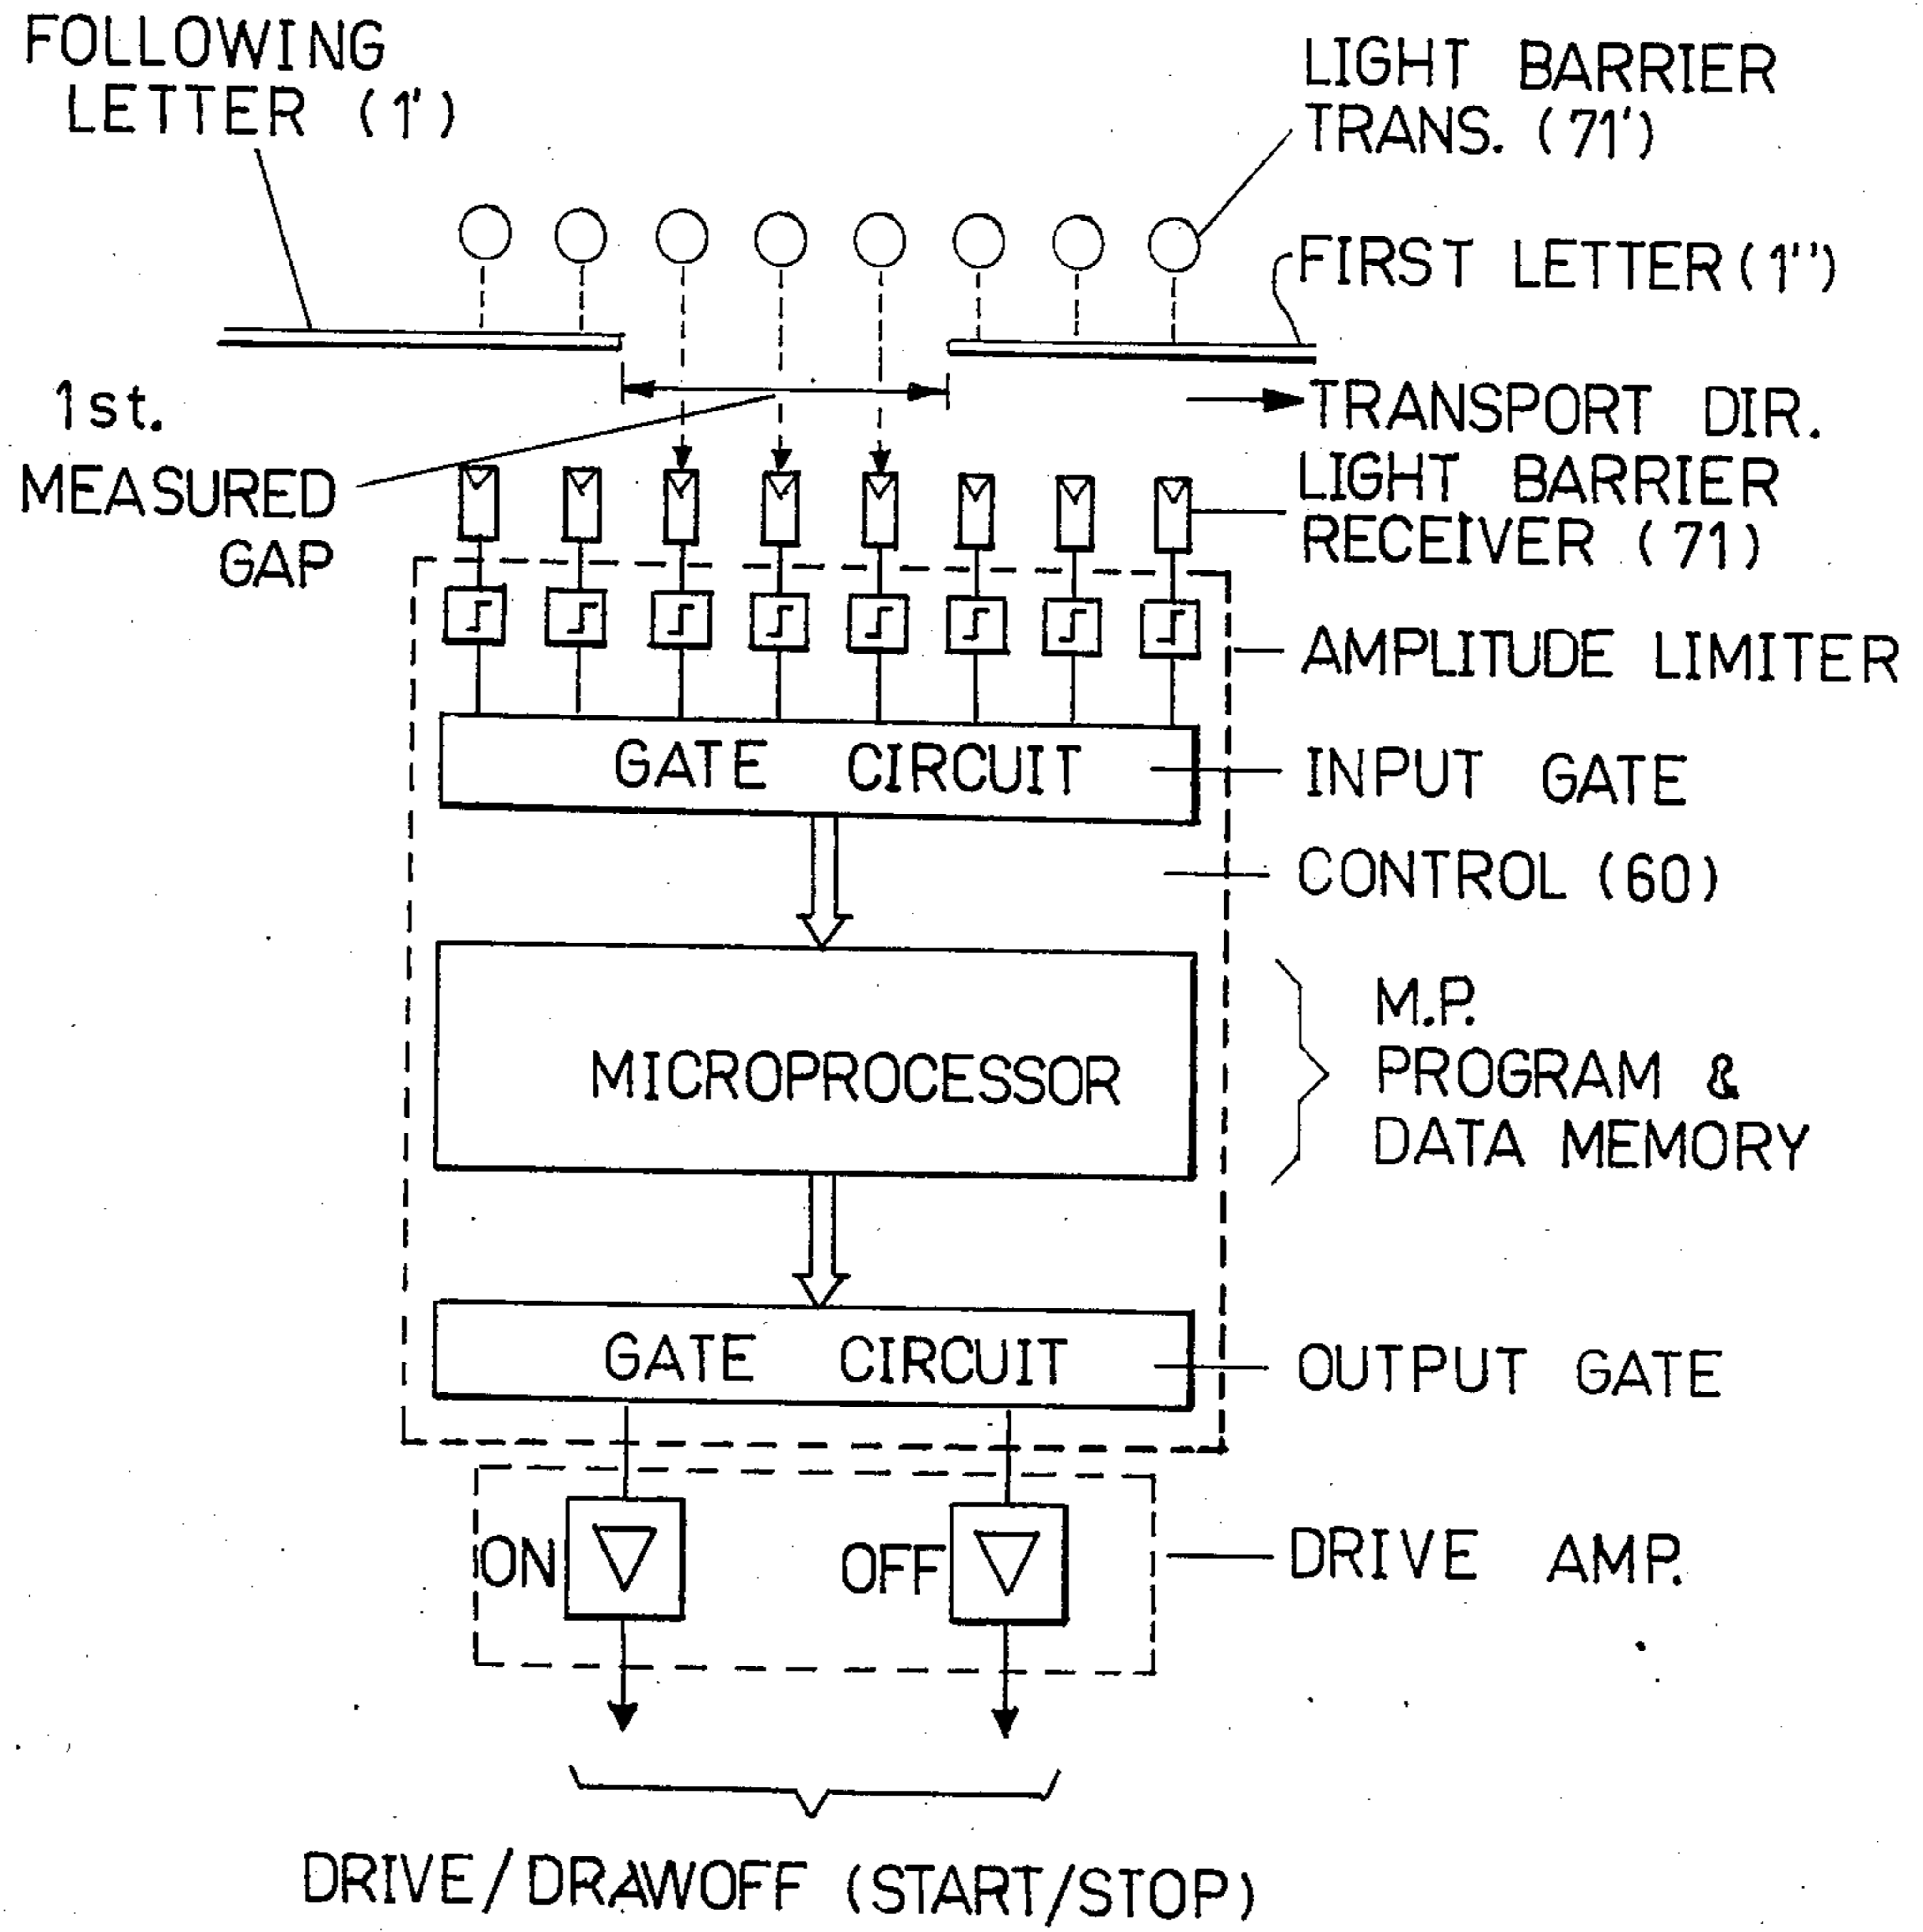 FOLLOWING
LETTER (1')
LIGHT BARRIER
TRANS. (71')
FIRST LETTER (1'')
1st.
MEASURED
GAP
TRANSPORT DIR.
LIGHT BARRIER
RECEIVER (71)
AMPLITUDE LIMITER
GATE CIRCUIT
INPUT GATE
CONTROL (60)
MICROPROCESSOR
M.P.
PROGRAM &
DATA MEMORY
GATE CIRCUIT
OUTPUT GATE
ON
OFF
DRIVE AMP.
DRIVE/DRAWOFF (START/STOP)